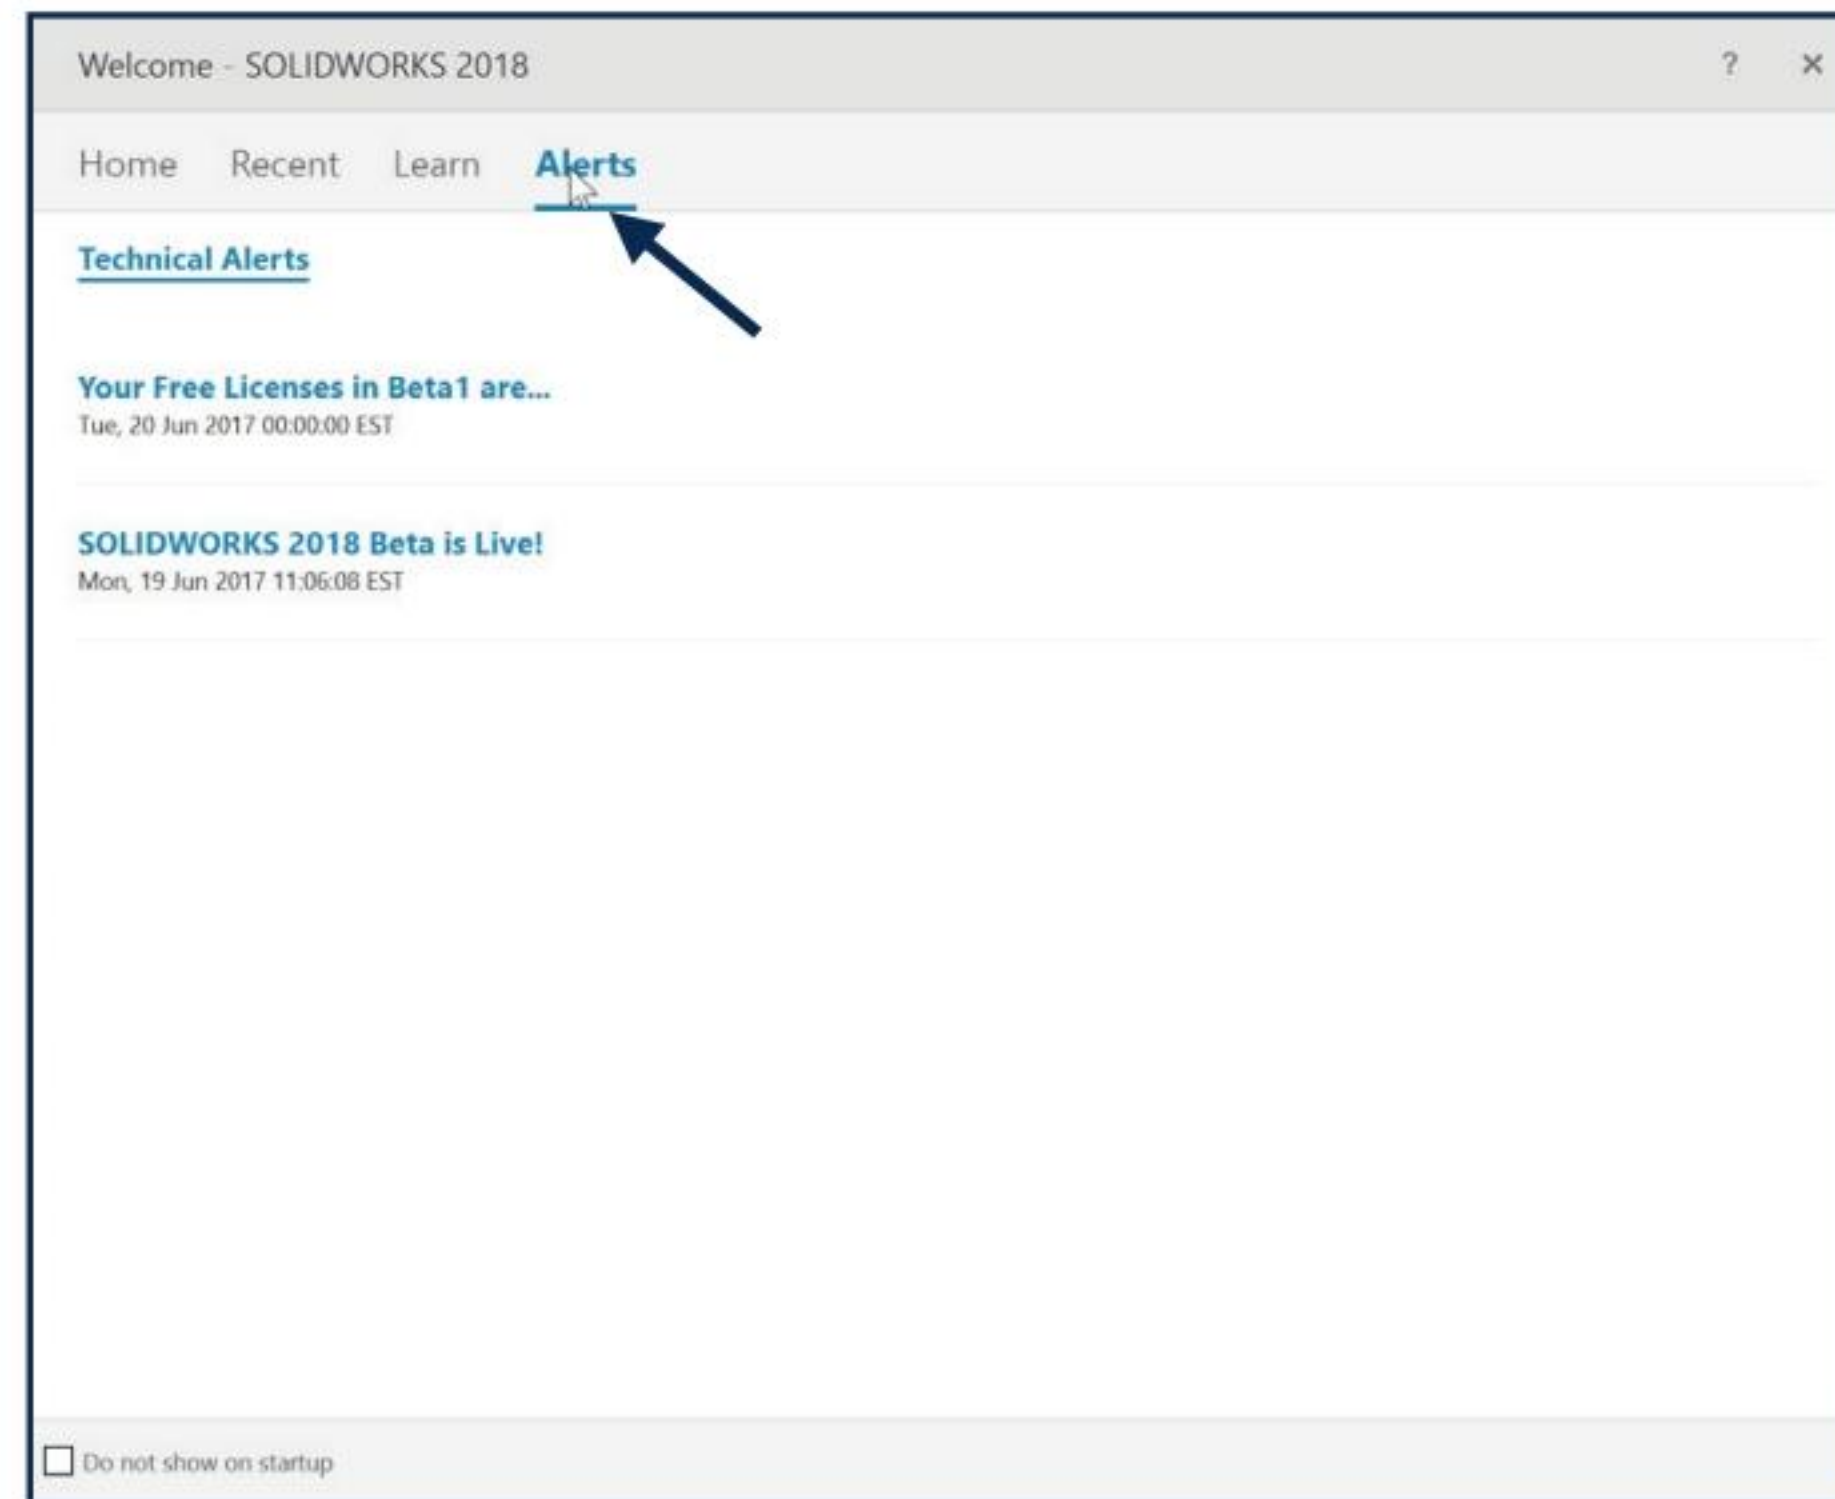 Welcome - SOLIDWORKS 2018 ? ×
Home Recent Learn Alerts
Technical Alerts
Your Free Licenses in Beta1 are...
Tue, 20 Jun 2017 00:00:00 EST
SOLIDWORKS 2018 Beta is Live!
Mon, 19 Jun 2017 11:06:08 EST
Do not show on startup